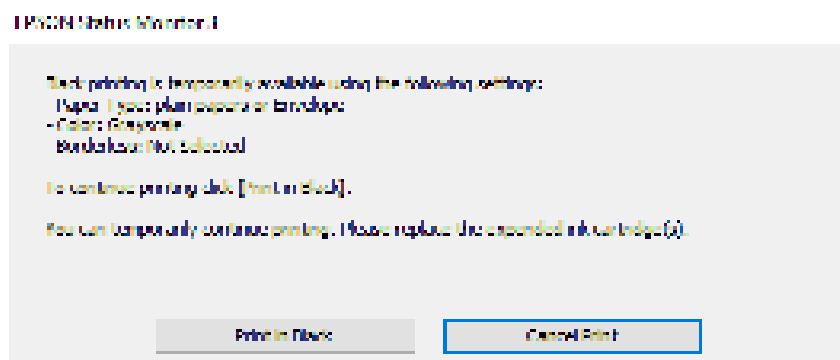 EPSON Status Monitor 3
Black printing is temporarily available using the following settings:
- Paper Type: plain papers or Envelope
- Color: Grayscale
- Borderless: Not Selected
To continue printing click [Print in Black].
You can temporarily continue printing. Please replace the expended ink cartridge(s).
Print in Black
Cancel Print